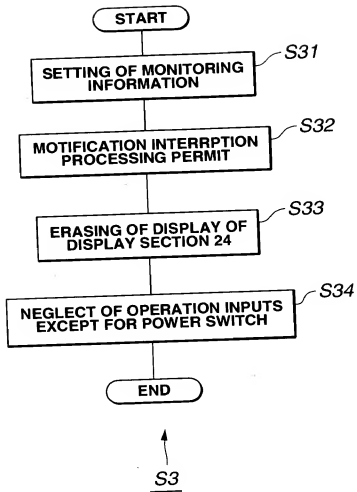 START
SETTING OF MONITORING
INFORMATION
S31
MOTIFICATION INTERRPTION
PROCESSING PERMIT
S32
ERASING OF DISPLAY OF
DISPLAY SECTION 24
S33
NEGLECT OF OPERATION INPUTS
EXCEPT FOR POWER SWITCH
S34
END
S3